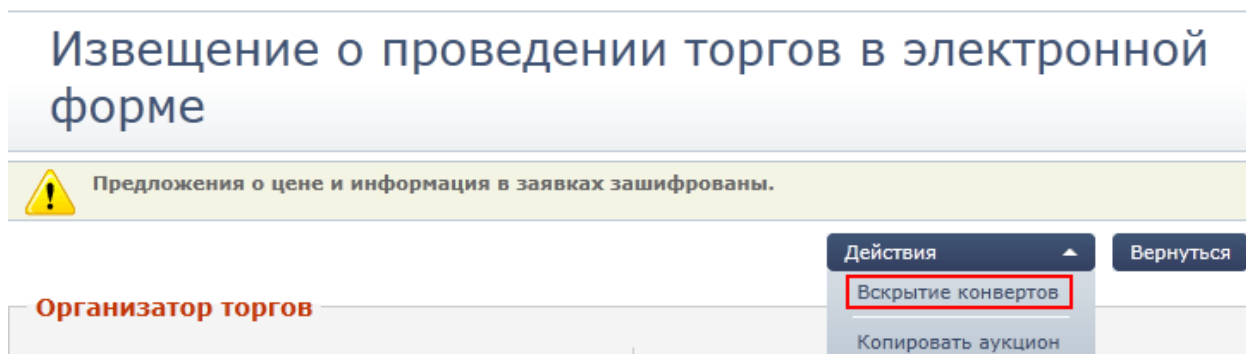 Извещение о проведении торгов в электронной
форме
Предложения о цене и информация в заявках зашифрованы.
Действия
Вернуться
Вскрытие конвертов
Организатор торгов
Копировать аукцион